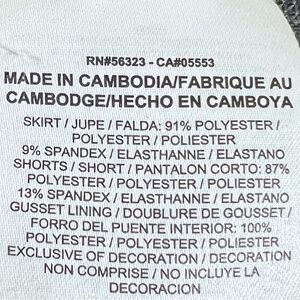 RN#56323 - CA#05553
MADE IN CAMBODIA/FABRIQUE AU
CAMBODGE/HECHO EN CAMBOYA
SKIRT / JUPE / FALDA: 91% POLYESTER /
POLYESTER / POLIESTER
9% SPANDEX / ELASTHANNE / ELASTANO
SHORTS / SHORT / PANTALON CORTO: 87%
POLYESTER / POLYESTER / POLIESTER
13% SPANDEX / ELASTHANNE / ELASTANO
GUSSET LINING / DOUBLURE DE GOUSSET /
FORRO DEL PUENTE INTERIOR: 100%
POLYESTER / POLYESTER / POLIESTER
EXCLUSIVE OF DECORATION / DECORATION
NON COMPRISE / NO INCLUYE LA
DECORACION